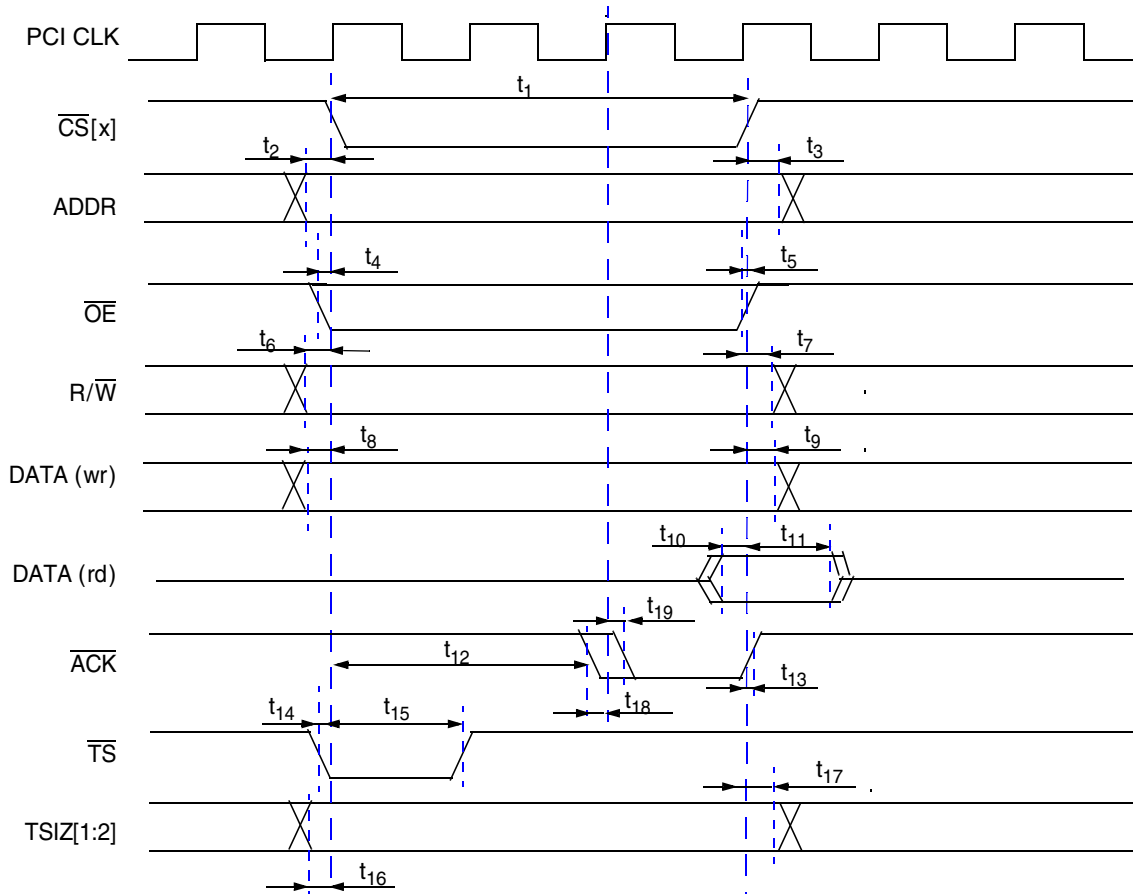 PCI CLK
t1
CS[x]
t2
t3
ADDR
t4
t5
OE
t6
t7
R/W
t8
t9
DATA (wr)
t10
t11
DATA (rd)
t19
t12
ACK
t13
t18
t14
t15
TS
t17
TSIZ[1:2]
t16